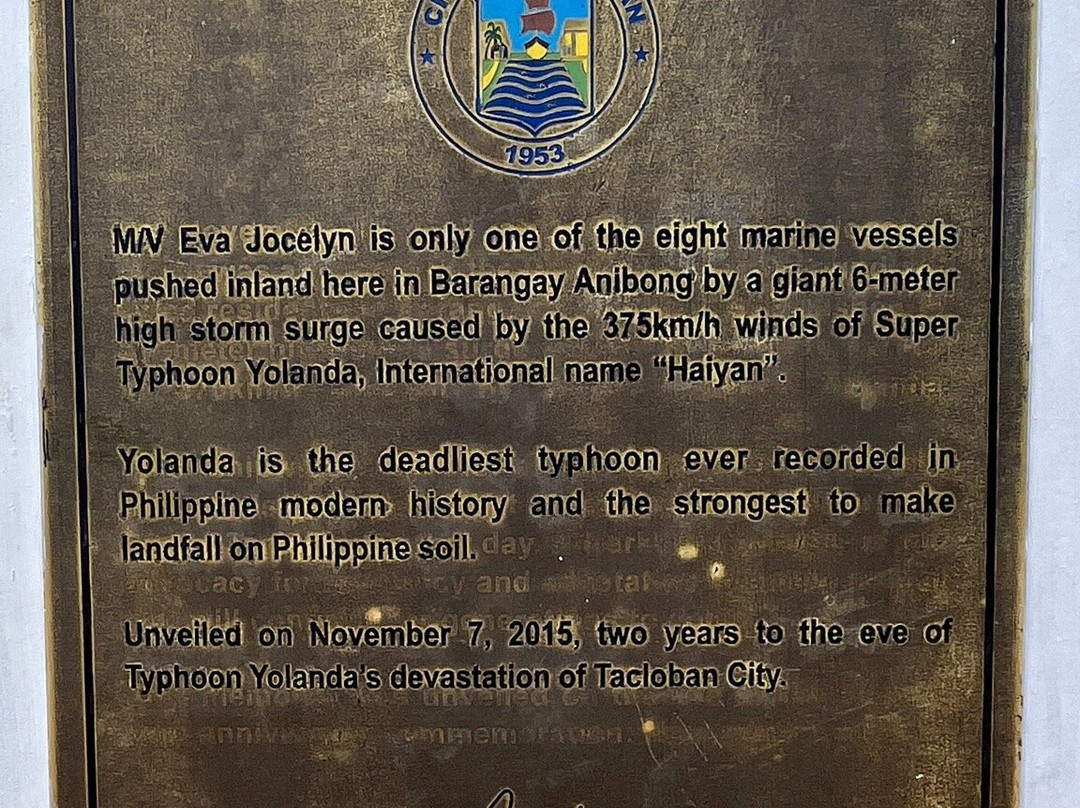 1953
M/V Eva Jocelyn is only one of the eight marine vessels
pushed inland here in Barangay Anibong by a giant 6-meter
high storm surge caused by the 375km/h winds of Super
Typhoon Yolanda, International name “Haiyan”.
Yolanda is the deadliest typhoon ever recorded in
Philippine modern history and the strongest to make
landfall on Philippine soil.
Unveiled on November 7, 2015, two years to the eve of
Typhoon Yolanda's devastation of Tacloban City.